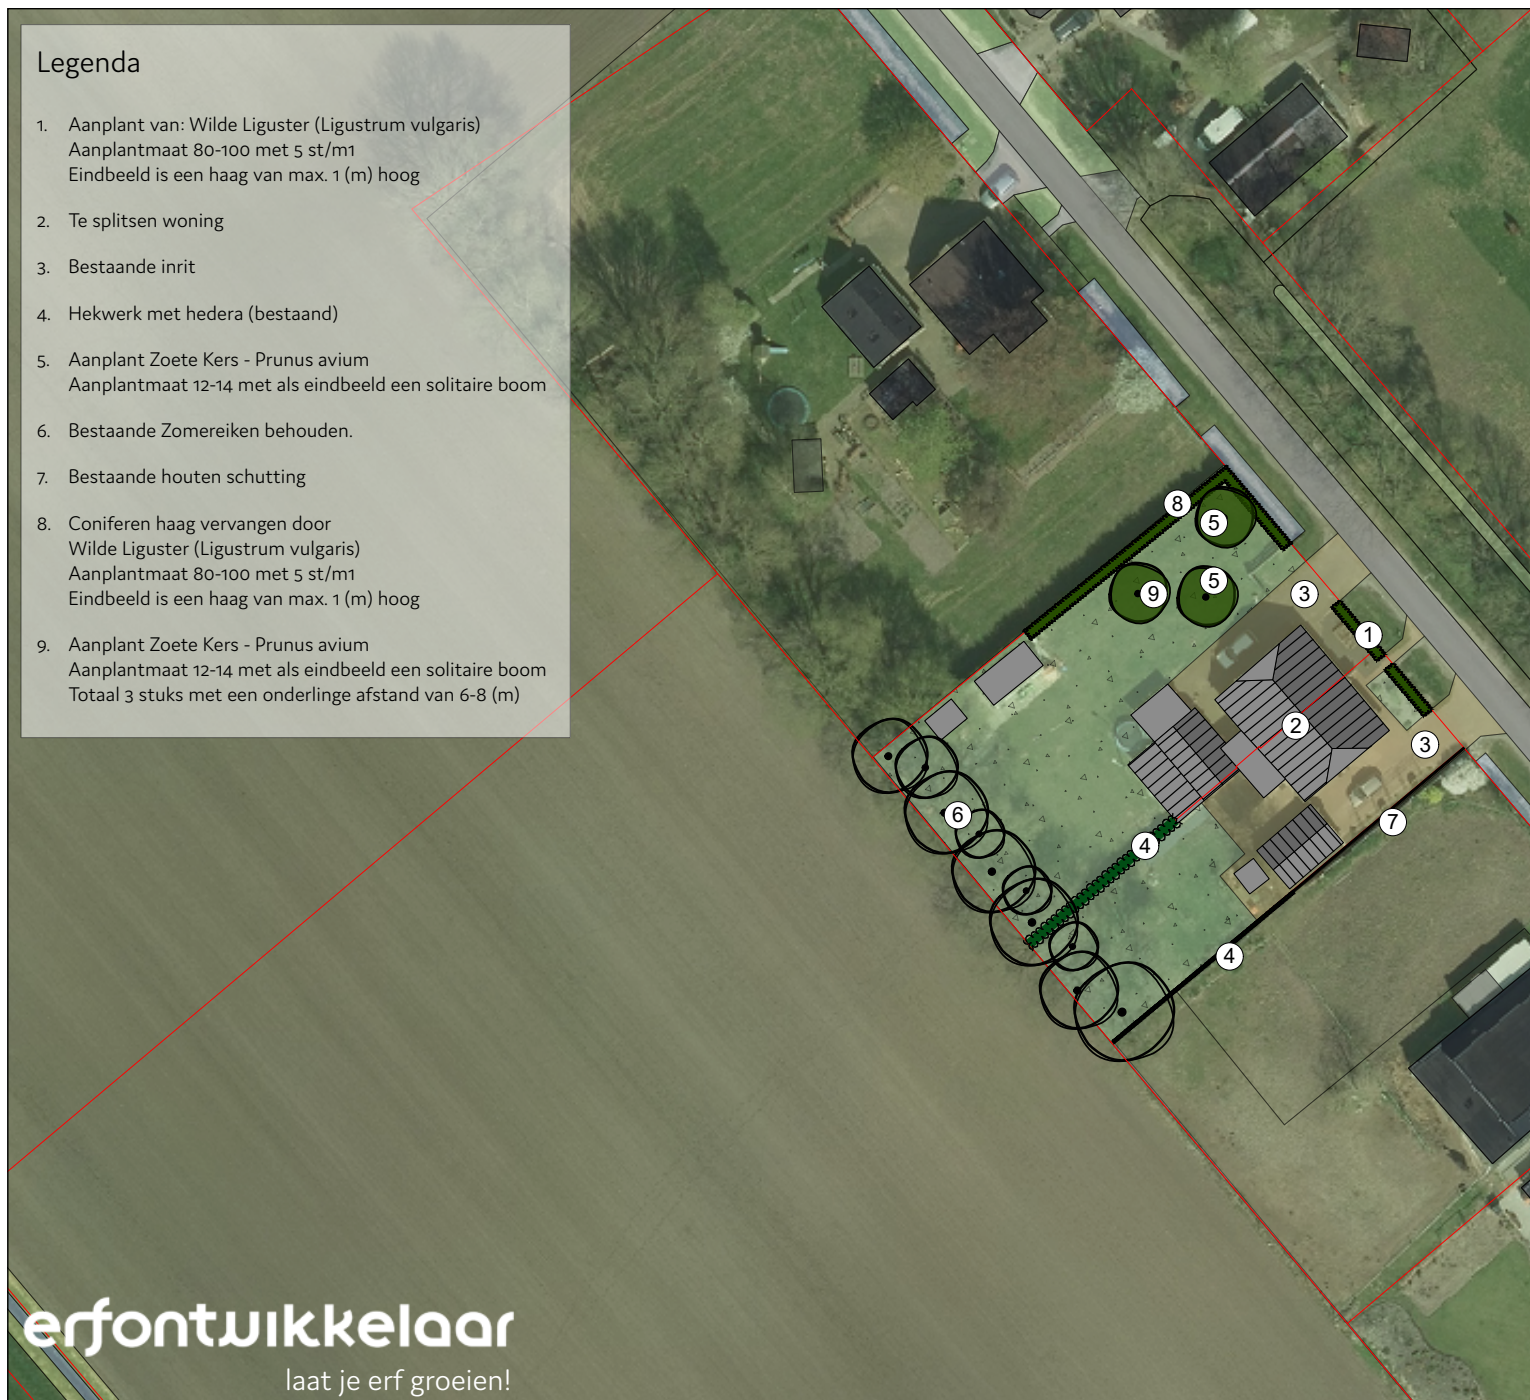 Legenda
1. Aanplant van: Wilde Liguster (Ligustrum vulgaris)
Aanplantmaat 80-100 met 5 st/m1
Eindbeeld is een haag van max. 1 (m) hoog
2. Te splitsen woning
3. Bestaande inrit
4. Hekwerk met hedera (bestaand)
5. Aanplant Zoete Kers - Prunus avium
Aanplantmaat 12-14 met als eindbeeld een solitaire boom
6. Bestaande Zomereiken behouden.
7. Bestaande houten schutting
8. Coniferen haag vervangen door
Wilde Liguster (Ligustrum vulgaris)
Aanplantmaat 80-100 met 5 st/m1
Eindbeeld is een haag van max. 1 (m) hoog
9. Aanplant Zoete Kers - Prunus avium
Aanplantmaat 12-14 met als eindbeeld een solitaire boom
Totaal 3 stuks met een onderlinge afstand van 6-8 (m)
8
5
5
9
3
1
2
3
6
7
4
4
erfontwikkelaar
laat je erf groeien!